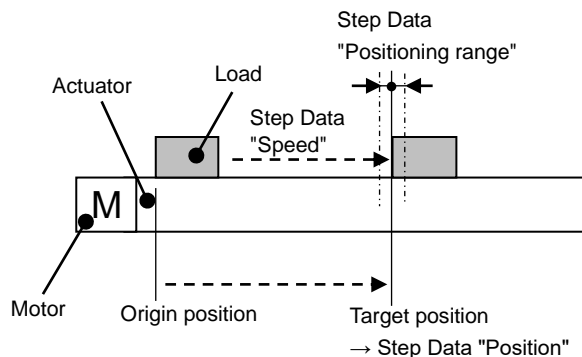 Step Data
"Positioning range"
Actuator
Load
Step Data
"Speed"
M
Motor
Origin position
Target position
→ Step Data "Position"